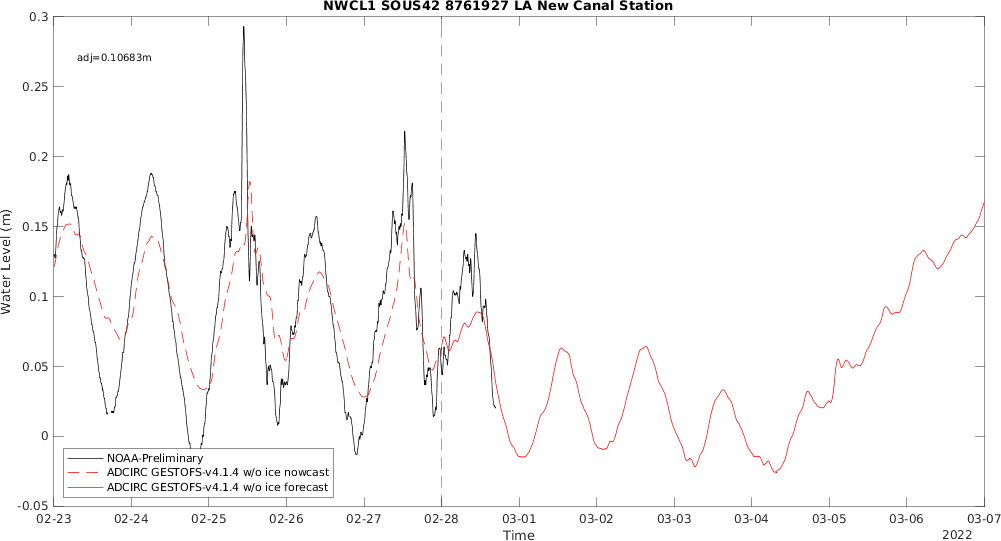 NWCL1 SOUS42 8761927 LA New Canal Station
adj=0.10683m
0.3
0.25
0.2
0.15
0.1
0.05
0
-0.05
Water Level (m)
NOAA-Preliminary
ADCIRC GESTOFS-v4.1.4 w/o ice nowcast
ADCIRC GESTOFS-v4.1.4 w/o ice forecast
02-23 02-24 02-25 02-26 02-27 02-28 03-01 03-02 03-03 03-04 03-05 03-06 03-07
Time
2022